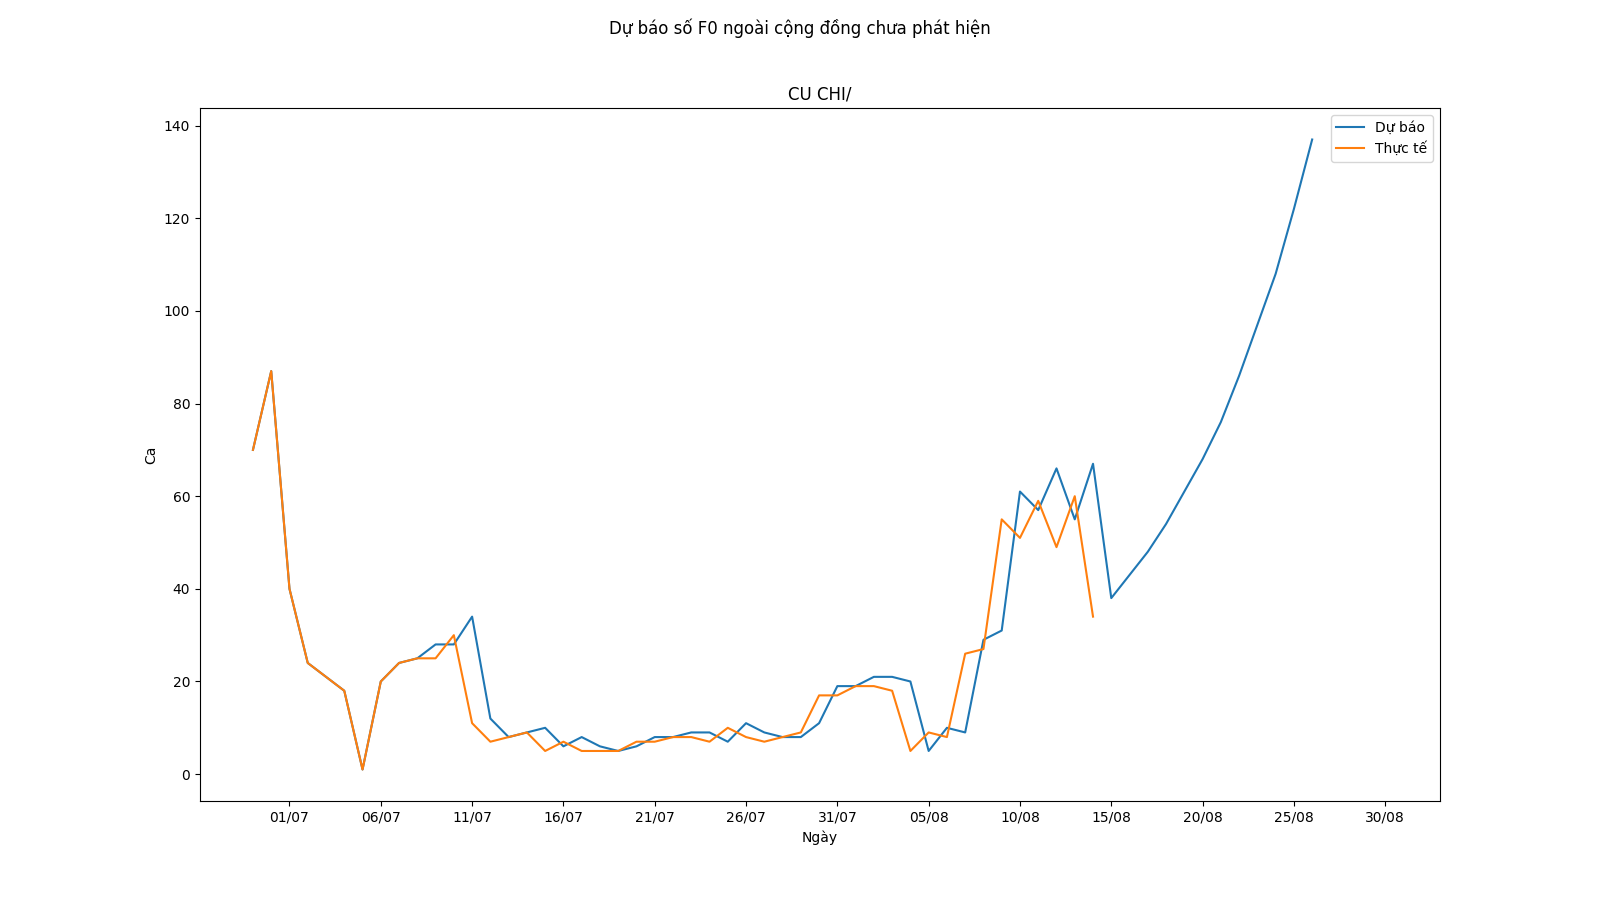 Dự báo số F0 ngoài cộng đồng chưa phát hiện
CU CHI/
Dự báo
Thực tế
140
120
100
80
60
40
20
0
Ca
01/07 06/07 11/07 16/07 21/07 26/07 31/07 05/08 10/08 15/08 20/08 25/08 30/08
Ngày